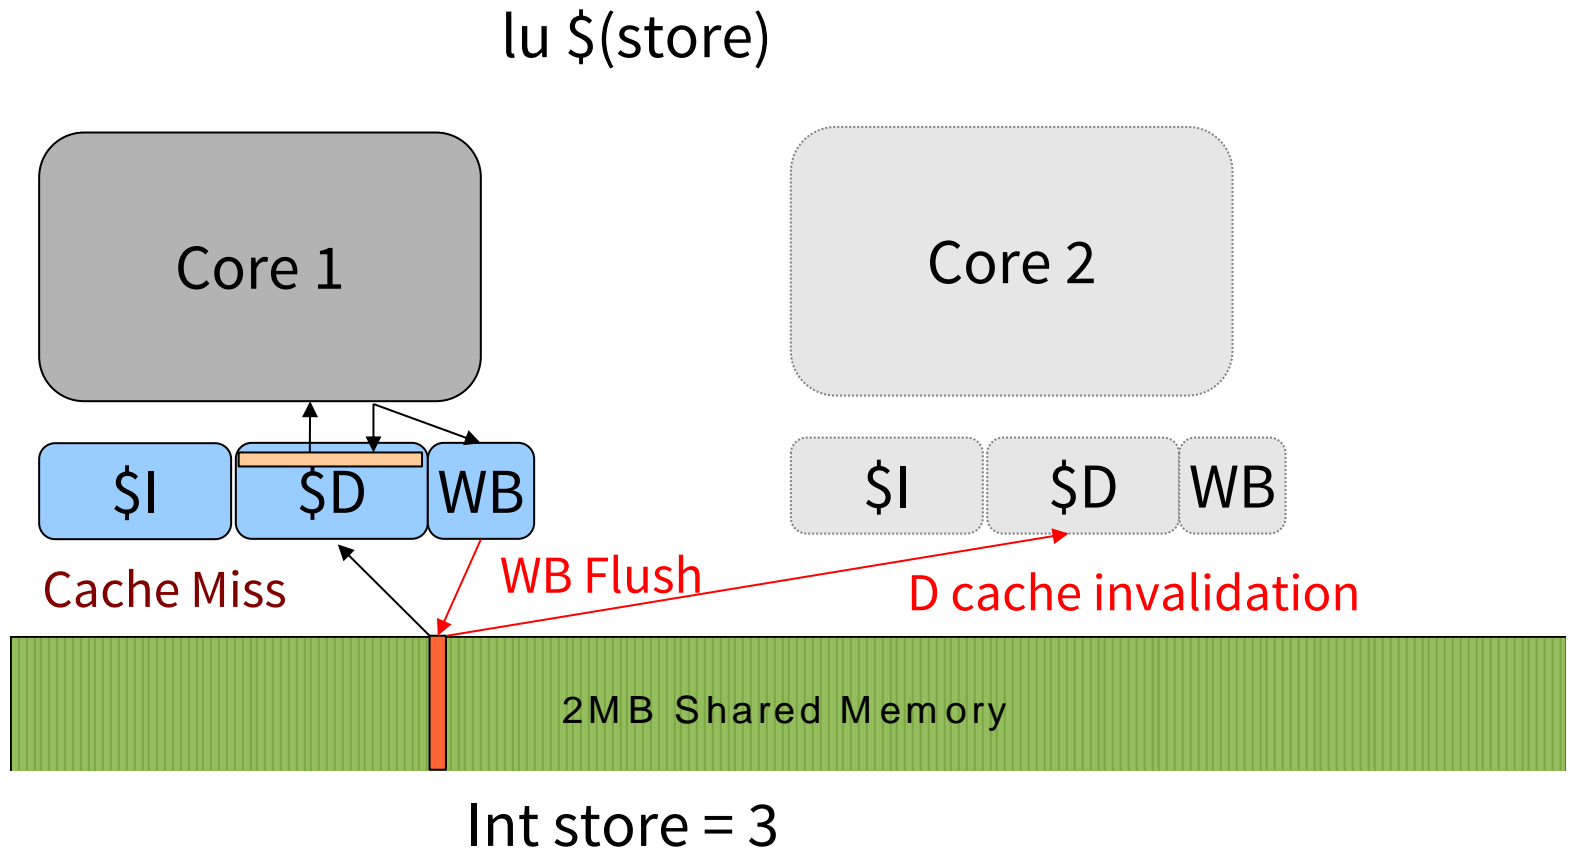 lu $(store)
Core 1
Core 2
$I
$D
WB
$I
$D
WB
Cache Miss
WB Flush
D cache invalidation
2MB Shared Memory
Int store = 3